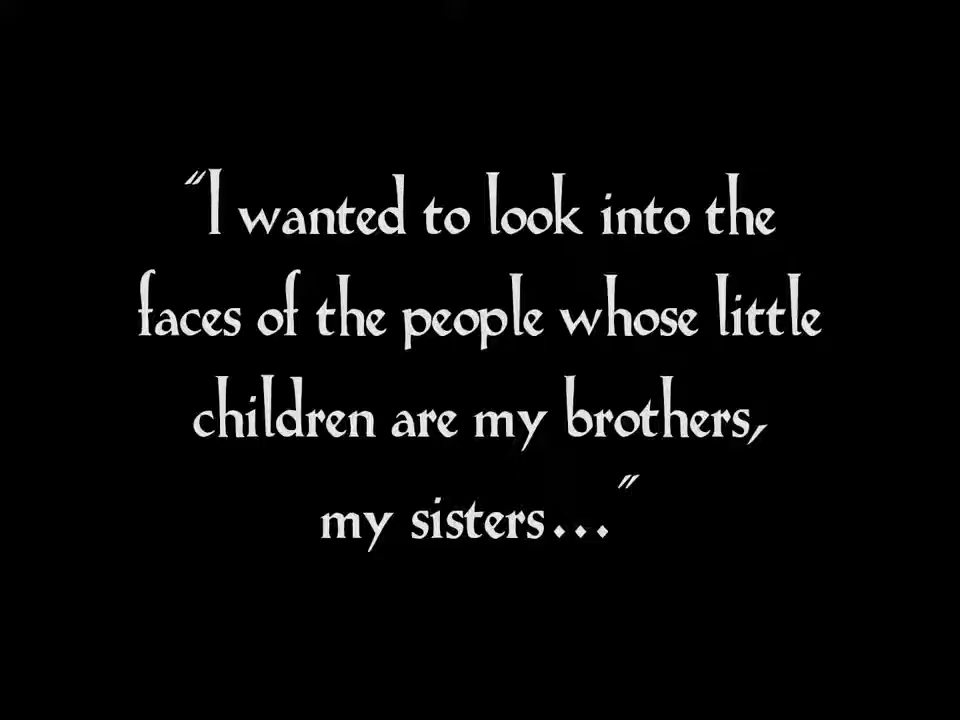 "I wanted to look into the
faces of the people whose little
children are my brothers,
my sisters..."